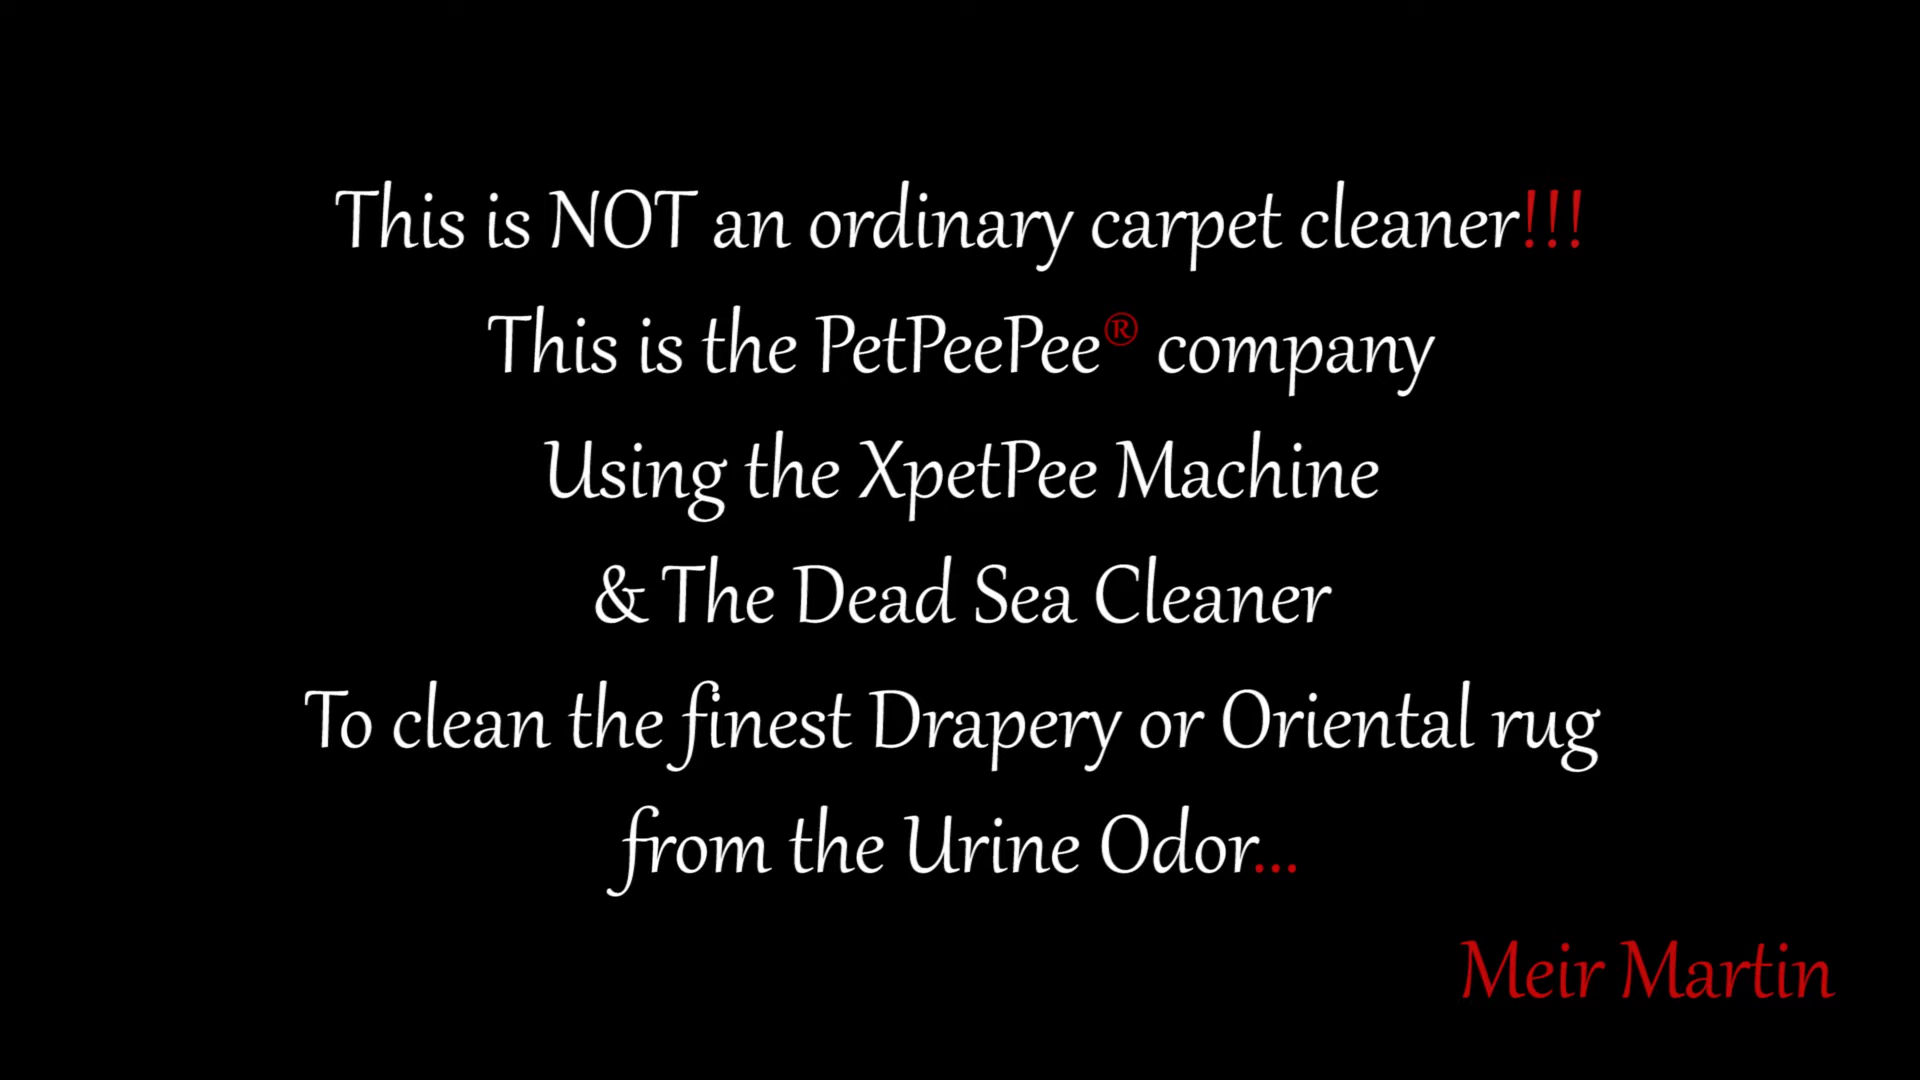 This is NOT an ordinary carpet cleaner!!!
This is the PetPeePee® company
Using the XpetPee Machine
& The Dead Sea Cleaner
To clean the finest Drapery or Oriental rug
from the Urine Odor...
Meir Martin